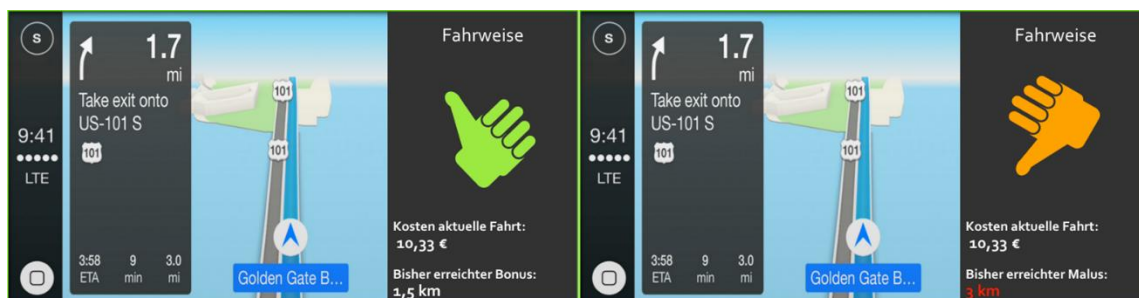 S
9:41
LTE
1.7
mi
Take exit onto
US-101 S
101
3:58 9 3.0
ETA min mi
101
101
Golden Gate B...
Fahrweise
Kosten aktuelle Fahrt:
10,33 €
Bisher erreichter Bonus:
1,5 km
S
9:41
LTE
1.7
mi
Take exit onto
US-101 S
101
3:58 9 3.0
ETA min mi
101
101
Golden Gate B...
Fahrweise
Kosten aktuelle Fahrt:
10,33 €
Bisher erreichter Malus:
3 km